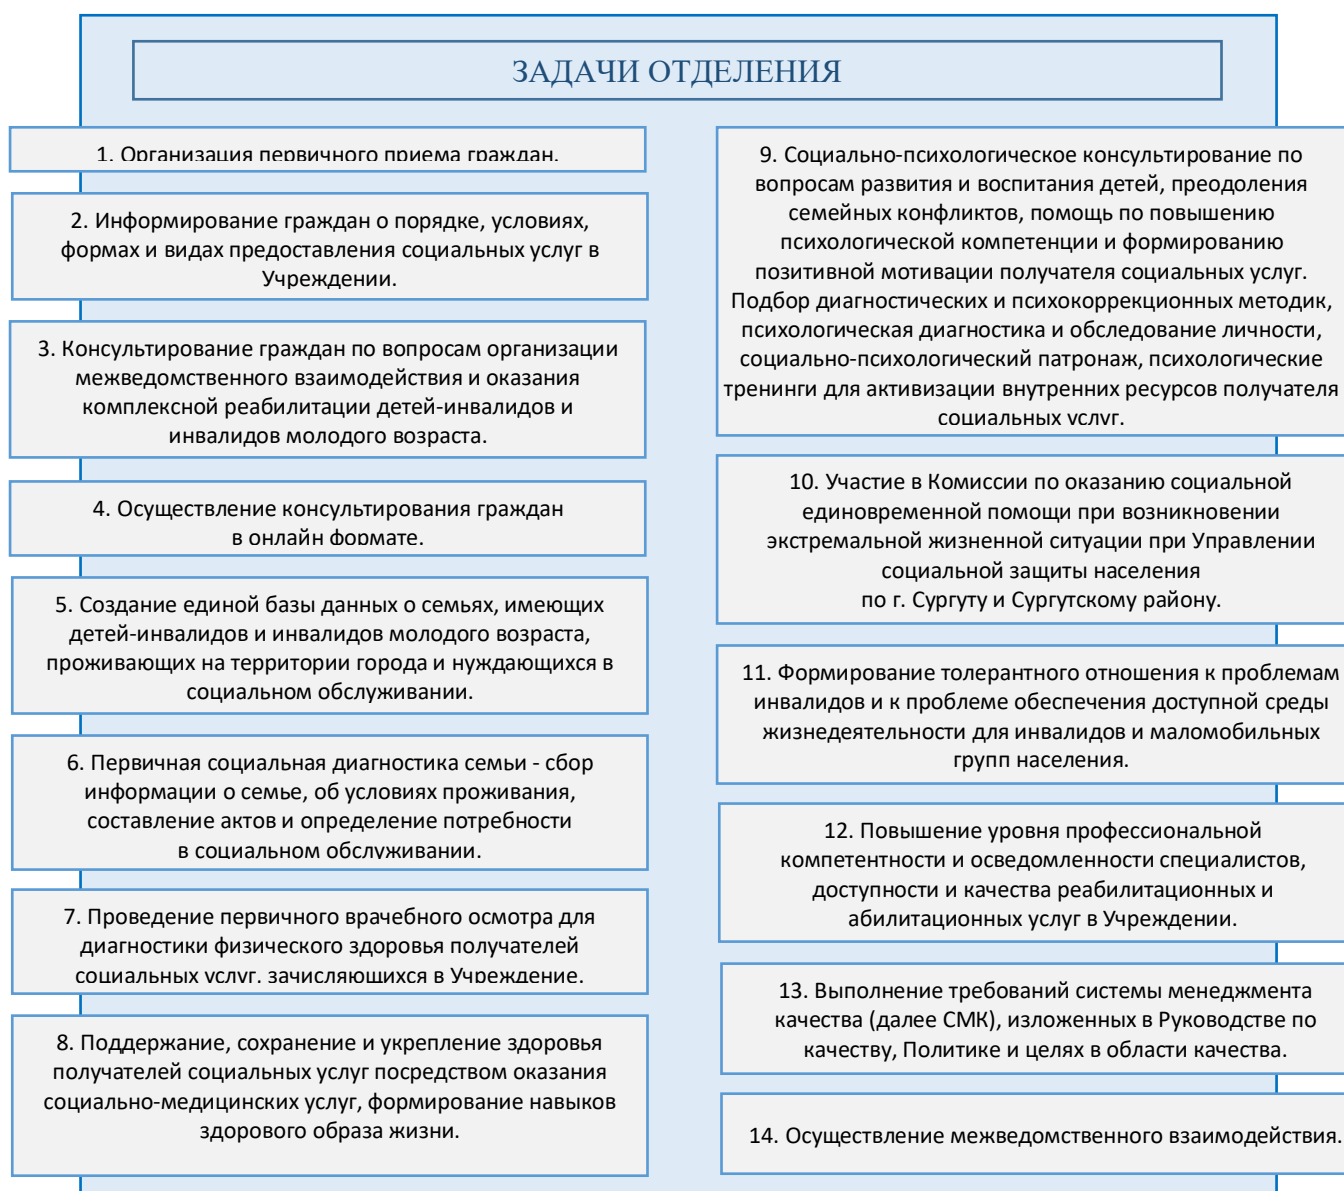 ЗАДАЧИ ОТДЕЛЕНИЯ
1. Организация первичного приема граждан.
2. Информирование граждан о порядке, условиях,
формах и видах предоставления социальных услуг в
Учреждении.
3. Консультирование граждан по вопросам организации
межведомственного взаимодействия и оказания
комплексной реабилитации детей-инвалидов и
инвалидов молодого возраста.
4. Осуществление консультирования граждан
в онлайн формате.
5. Создание единой базы данных о семьях, имеющих
детей-инвалидов и инвалидов молодого возраста,
проживающих на территории города и нуждающихся в
социальном обслуживании.
6. Первичная социальная диагностика семьи - сбор
информации о семье, об условиях проживания,
составление актов и определение потребности
в социальном обслуживании.
7. Проведение первичного врачебного осмотра для
диагностики физического здоровья получателей
социальных услуг, зачисляющихся в Учреждение.
8. Поддержание, сохранение и укрепление здоровья
получателей социальных услуг посредством оказания
социально-медицинских услуг, формирование навыков
здорового образа жизни.
9. Социально-психологическое консультирование по
вопросам развития и воспитания детей, преодоления
семейных конфликтов, помощь по повышению
психологической компетенции и формированию
позитивной мотивации получателя социальных услуг.
Подбор диагностических и психокоррекционных методик,
психологическая диагностика и обследование личности,
социально-психологический патронаж, психологические
тренинги для активизации внутренних ресурсов получателя
социальных услуг.
10. Участие в Комиссии по оказанию социальной
единовременной помощи при возникновении
экстремальной жизненной ситуации при Управлении
социальной защиты населения
по г. Сургуту и Сургутскому району.
11. Формирование толерантного отношения к проблемам
инвалидов и к проблеме обеспечения доступной среды
жизнедеятельности для инвалидов и маломобильных
групп населения.
12. Повышение уровня профессиональной
компетентности и осведомленности специалистов,
доступности и качества реабилитационных и
абилитационных услуг в Учреждении.
13. Выполнение требований системы менеджмента
качества (далее СМК), изложенных в Руководстве по
качеству, Политике и целях в области качества.
14. Осуществление межведомственного взаимодействия.